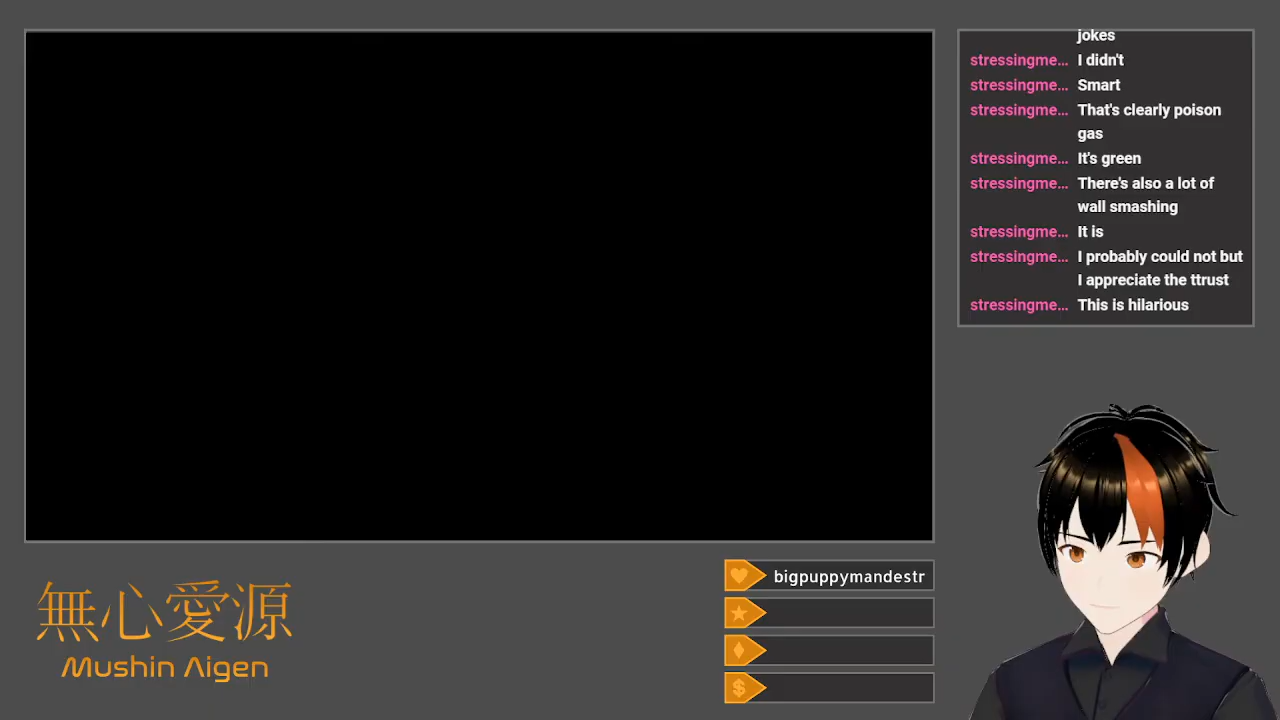 jokes
stressingme... I didn't
stressingme... Smart
stressingme... That's clearly poison
gas
stressingme... It's green
stressingme... There's also a lot of
wall smashing
stressingme... It is
stressingme... I probably could not but
I appreciate the ttrust
stressingme... This is hilarious
bigpuppymandestr
無心愛源
Mushin Aigen